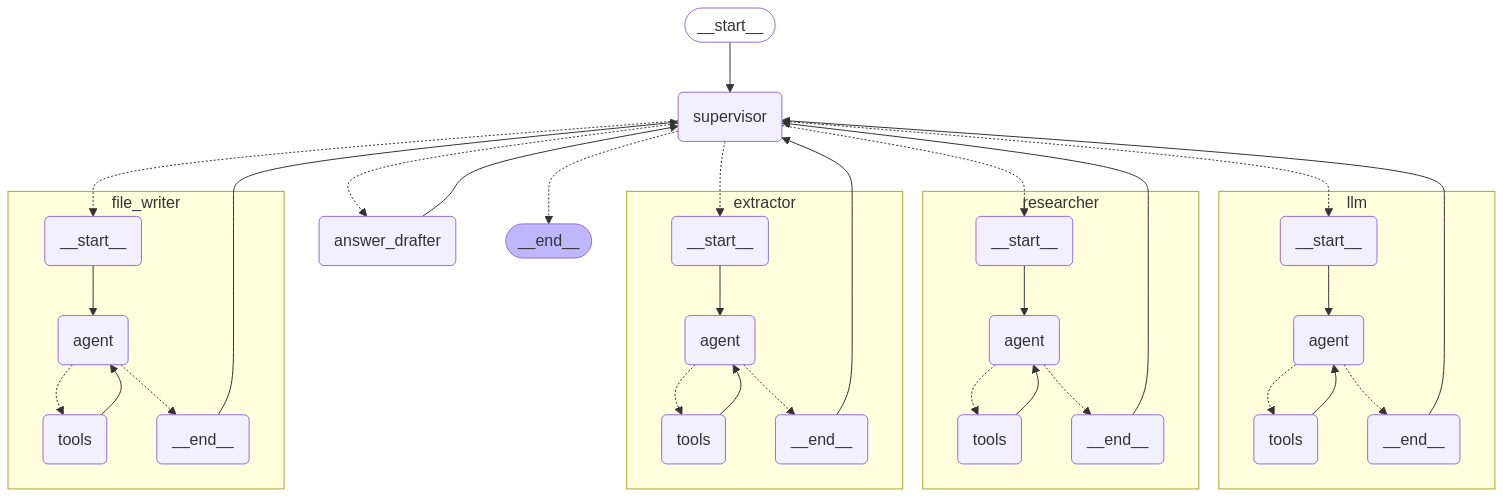 __start__
supervisor
file_writer
extractor
researcher
llm
__start__
answer_drafter
__end__
__start__
__start__
__start__
agent
agent
agent
agent
tools
__end__
tools
__end__
tools
__end__
tools
__end__